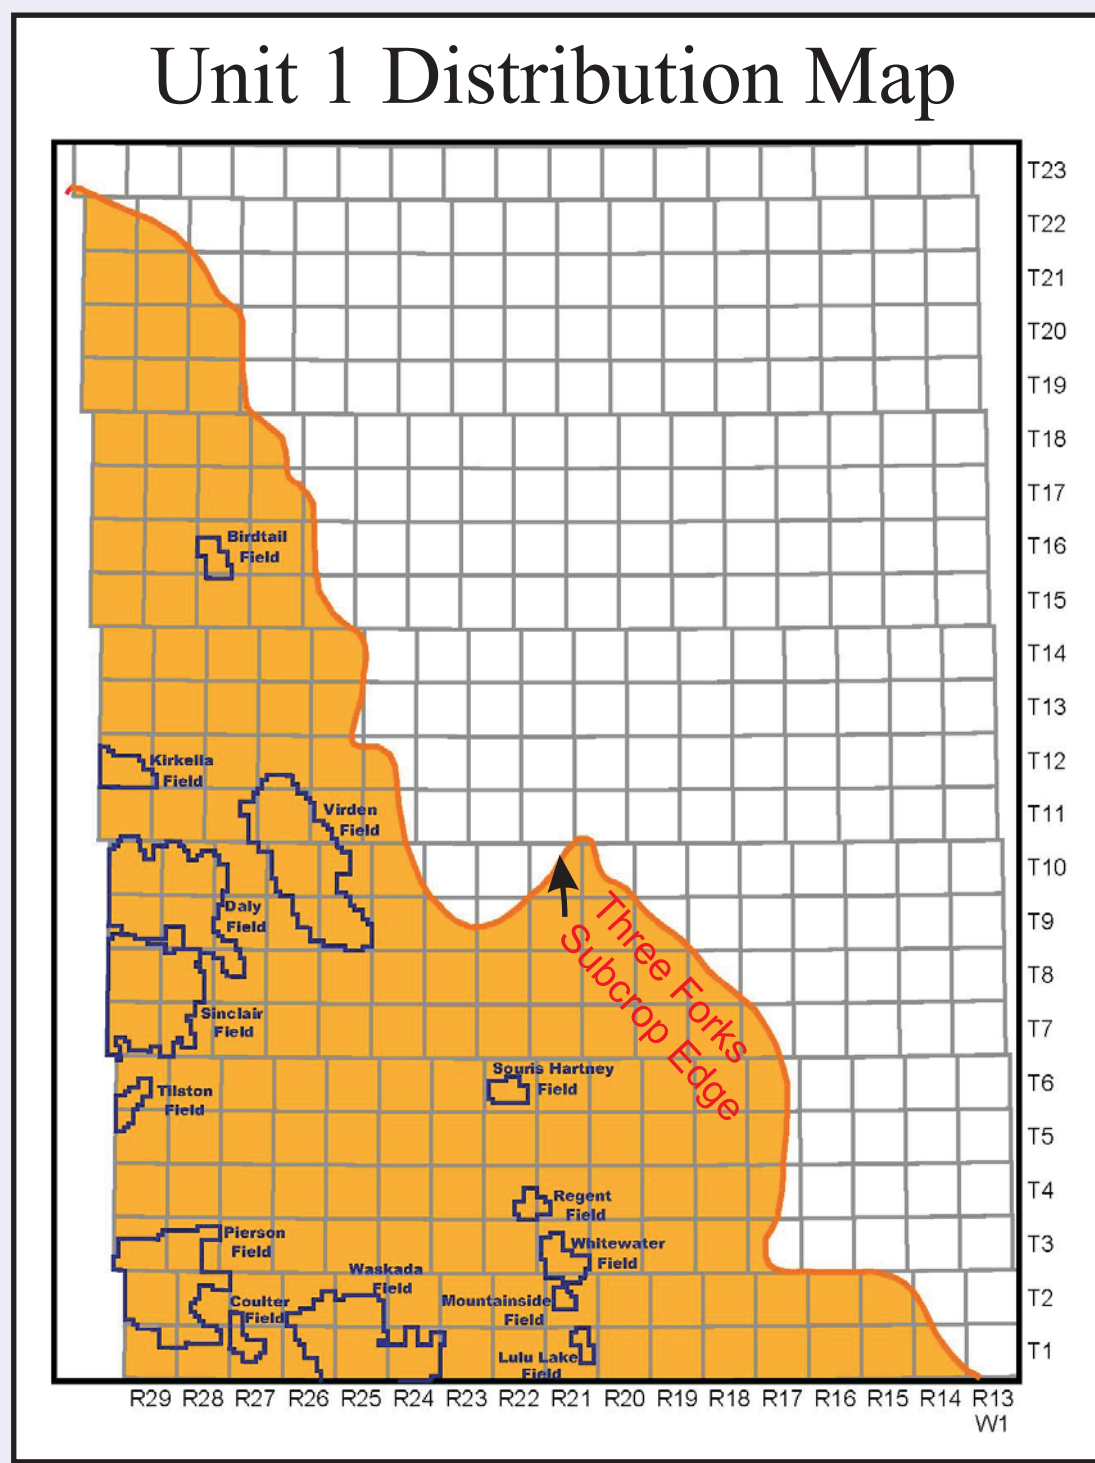 Unit 1 Distribution Map
T23
T22
T21
T20
T19
T18
T17
T16
T15
T14
T13
T12
T11
T10
T9
T8
T7
T6
T5
T4
T3
T2
T1
Birdtail
Field
Kirkella
Field
Virden
Field
Daly
Field
Sinclair
Field
Three Forks
Subcrop Edge
Souris Hartney
Field
Tilston
Field
Regent
Field
Pierson
Field
Whitewater
Field
Waskada
Field
Coulter
Field
Mountainside
Field
Lulu Lake
Field
R29 R28 R27 R26 R25 R24 R23 R22 R21 R20 R19 R18 R17 R16 R15 R14 R13
W1